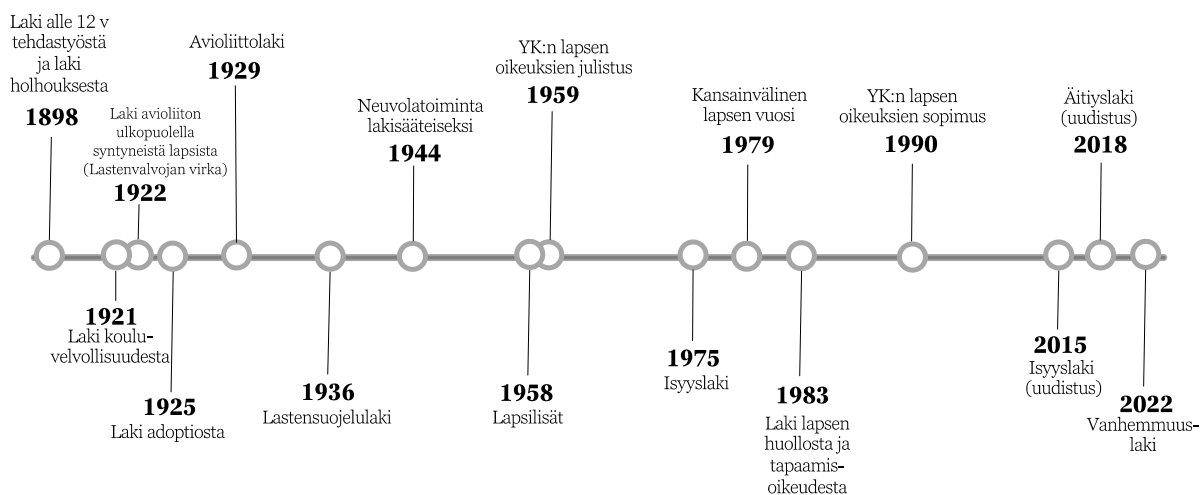 Laki alle 12 v
tehdastyöstä
ja laki
holhouksesta
1898
Laki avioliiton
ulkopuolella
syntyneistä lapsista
(Lastenvalvojan virka)
1922
Avioliittolaki
1929
Neuvolatoiminta
lakisääteiseksi
1944
YK:n lapsen
oikeuksien julistus
1959
Kansainvälinen
lapsen vuosi
1979
YK:n lapsen
oikeuksien sopimus
1990
Äitiyslaki
(uudistus)
2018
1921
Laki koulu-
velvollisuudesta
1925
Laki adoptiosta
1936
Lastensuojelulaki
1958
Lapsilisät
1975
Isyyslaki
1983
Laki lapsen
huollosta ja
tapaamis-
oikeudesta
2015
Isyyslaki
(uudistus)
2022
Vanhemmuus-
laki